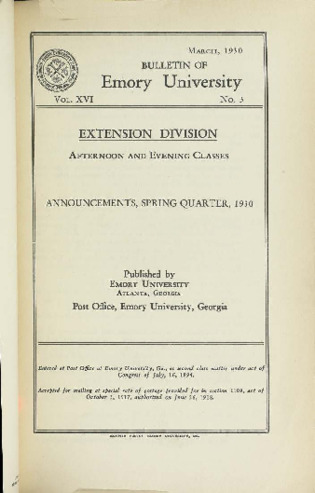 MARCH, 1930
BULLETIN OF
Emory University
VOL. XVI No. 5
EXTENSION DIVISION
AFTERNOON AND EVENING CLASSES
ANNOUNCEMENTS, SPRING QUARTER, 1930
Published by
EMORY UNIVERSITY
ATLANTA, GEORGIA
Post Office, Emory University, Georgia
Entered at Post Office at Emory University, Ga., as second class matter under act of
Congress of July, 16, 1894.
Accepted for mailing at special rate of postage provided for in section 1103, act of
October 3, 1917, authorized on June 26, 1918.